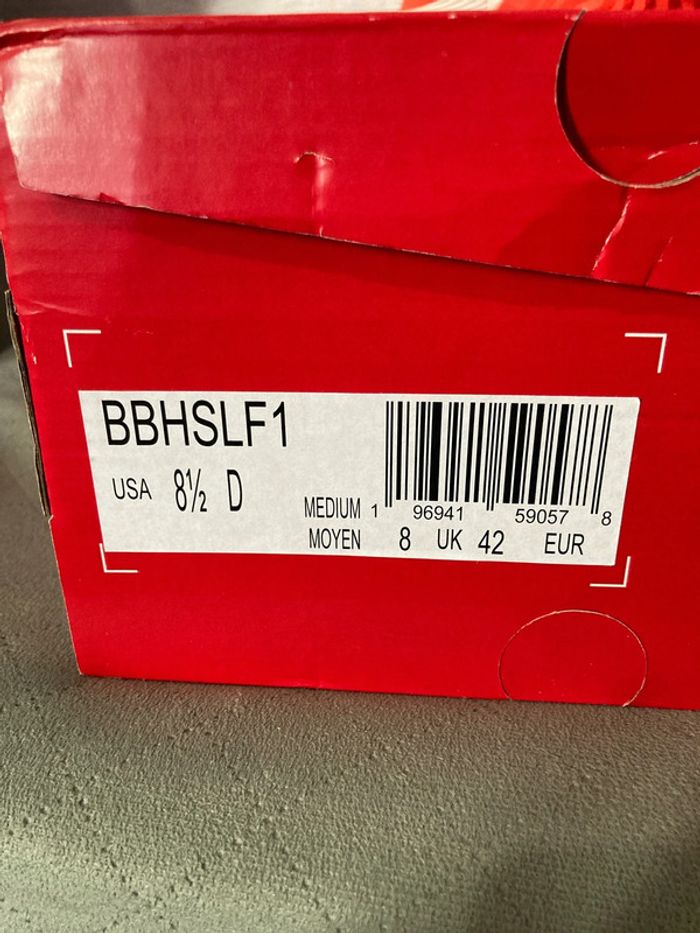 BBHSLF1
USA 8½ D
MEDIUM
MOYEN
1 96941 59057 8
8 UK 42 EUR